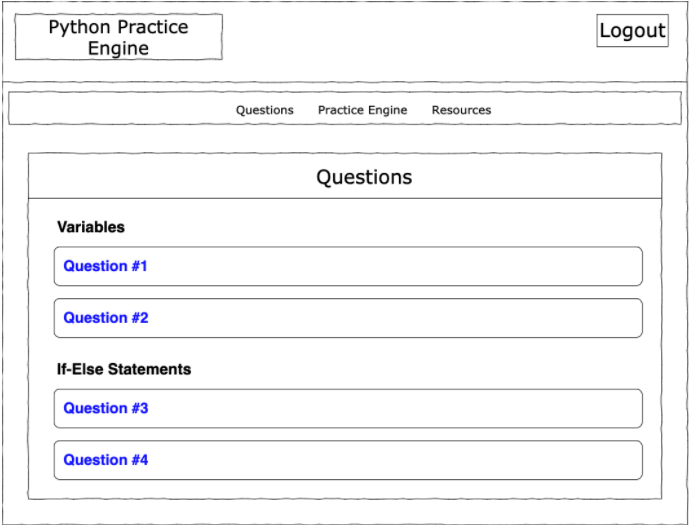 Python Practice
Engine
Logout
Questions Practice Engine Resources
Questions
Variables
Question #1
Question #2
If-Else Statements
Question #3
Question #4